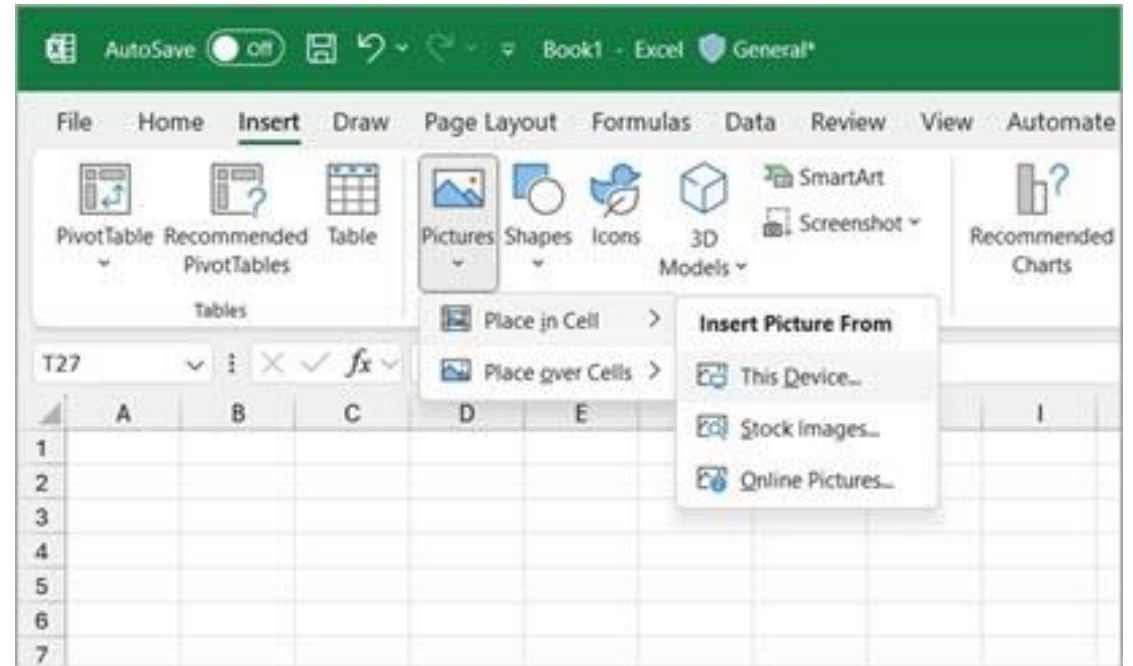 AutoSave Off Book1 - Excel General*
File Home Insert Draw Page Layout Formulas Data Review View Automate
PivotTable
Recommended
PivotTables
Table
Tables
Pictures
Shapes
Icons
3D
Models
SmartArt
Screenshot
Recommended
Charts
Place in Cell
Place over Cells
Insert Picture From
This Device...
Stock Images...
Online Pictures...
T27 fx
A B C D E I
1
2
3
4
5
6
7